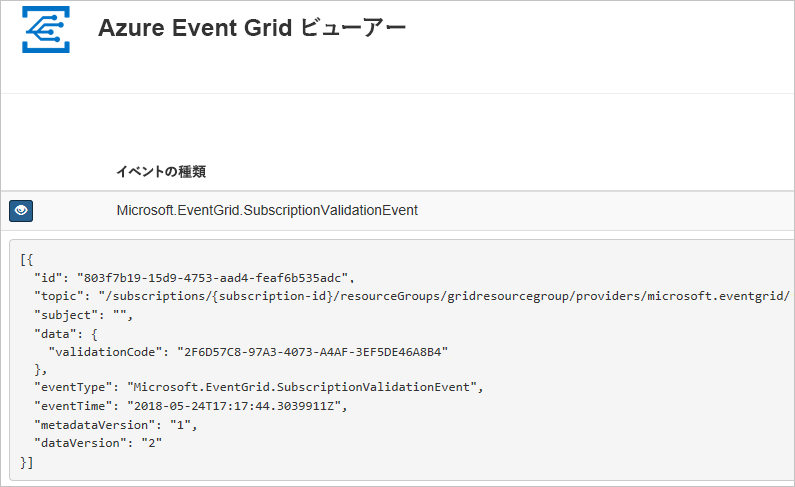 Azure Event Grid ビューアー
イベントの種類
Microsoft.EventGrid.SubscriptionValidationEvent
[{
  "id": "803f7b19-15d9-4753-aad4-feaf6b535adc",
  "topic": "/subscriptions/{subscription-id}/resourceGroups/gridresourcegroup/providers/microsoft.eventgrid/
  "subject": "",
  "data": {
    "validationCode": "2F6D57C8-97A3-4073-A4AF-3EF5DE46A8B4"
  },
  "eventType": "Microsoft.EventGrid.SubscriptionValidationEvent",
  "eventTime": "2018-05-24T17:17:44.3039911Z",
  "metadataVersion": "1",
  "dataVersion": "2"
}]